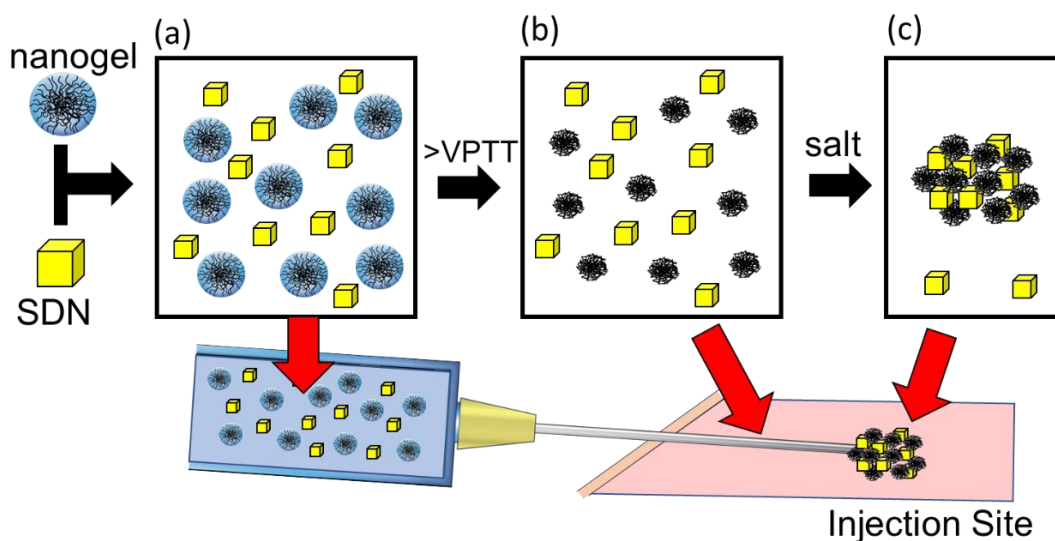 (a)
(b)
(c)
nanogel
>VPTT
salt
SDN
Injection Site